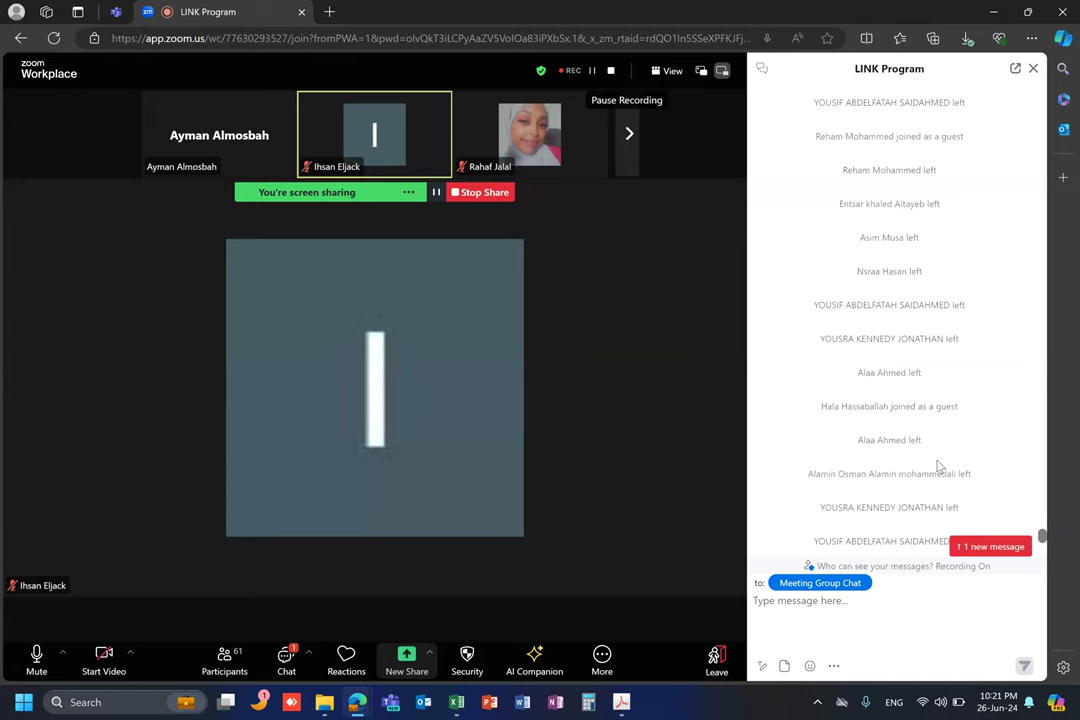 LINK Program
https://app.zoom.us/wc/77630293527/join?fromPWA=1&pwd=
zoom
Workplace
REC
View
LINK Program
Pause Recording
Ayman Almosbah
Ayman Almosbah
I
Ihsan Eljack
Rahaf Jalal
You're screen sharing
Stop Share
I
Ihsan Eljack
YOUSIF ABDELFATAH SAIDAHMED left
Reham Mohammed joined as a guest
Reham Mohammed left
Entsar khaled Altayeb left
Asim Musa left
Nsraa Hasan left
YOUSIF ABDELFATAH SAIDAHMED left
YOUSRA KENNEDY JONATHAN left
Alaa Ahmed left
Hala Hassaballah joined as a guest
Alaa Ahmed left
Alamin Osman Alamin mohammedali left
YOUSRA KENNEDY JONATHAN left
YOUSIF ABDELFATAH SAIDAHMED
1 new message
Who can see your messages? Recording On
to: Meeting Group Chat
Type message here...
Mute
Start Video
Participants 61
Chat 1
Reactions
New Share
Security
AI Companion
More
Leave
Search
1
ENG
10:21 PM
26-Jun-24